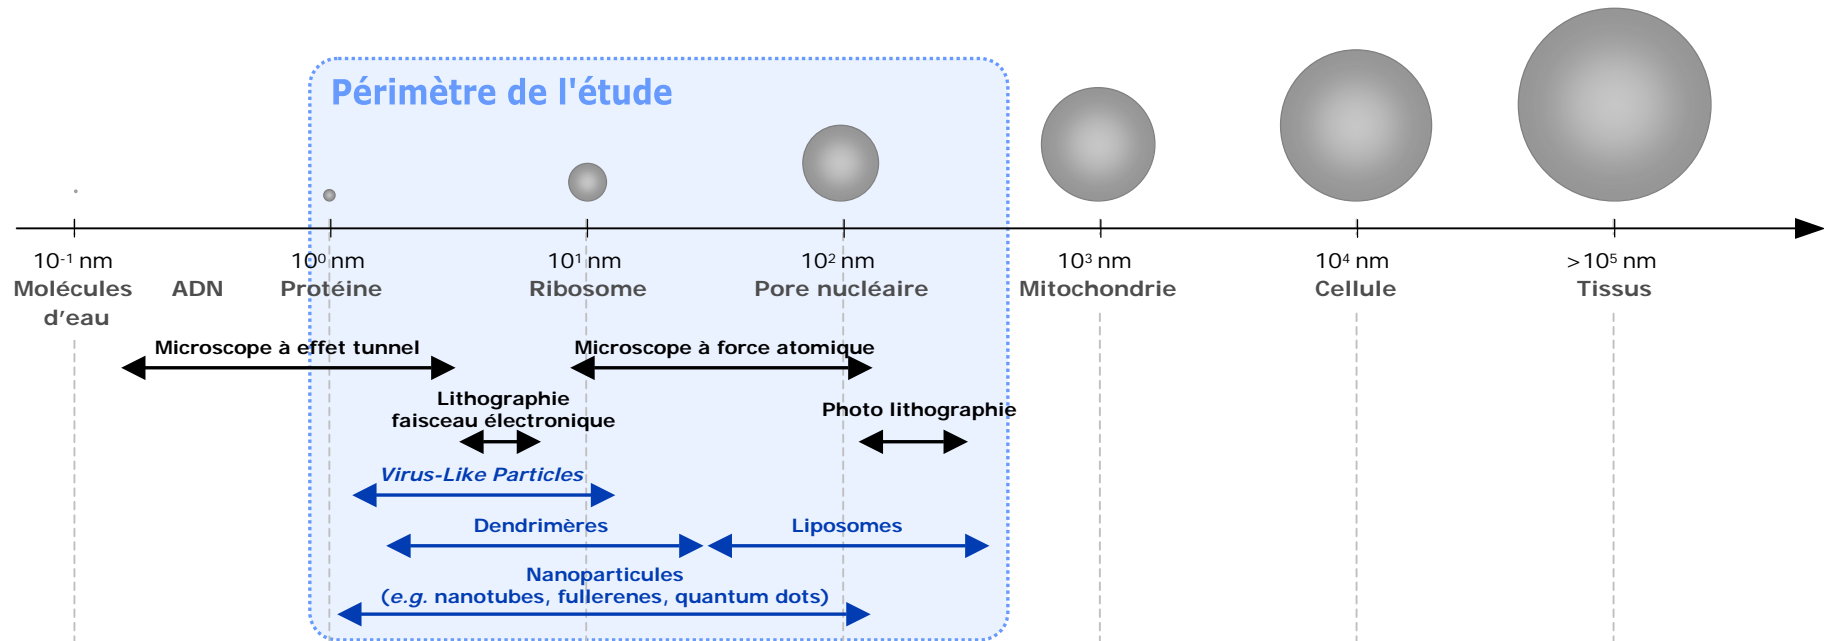 Périmètre de l'étude
10⁻¹ nm
10⁰ nm
10¹ nm
10² nm
10³ nm
10⁴ nm
>10⁵ nm
Molécules
d'eau
ADN
Protéine
Ribosome
Pore nucléaire
Mitochondrie
Cellule
Tissus
Microscope à effet tunnel
Microscope à force atomique
Lithographie
faisceau électronique
Photo lithographie
Virus-Like Particles
Dendrimères
Liposomes
Nanoparticules
(e.g. nanotubes, fullerenes, quantum dots)